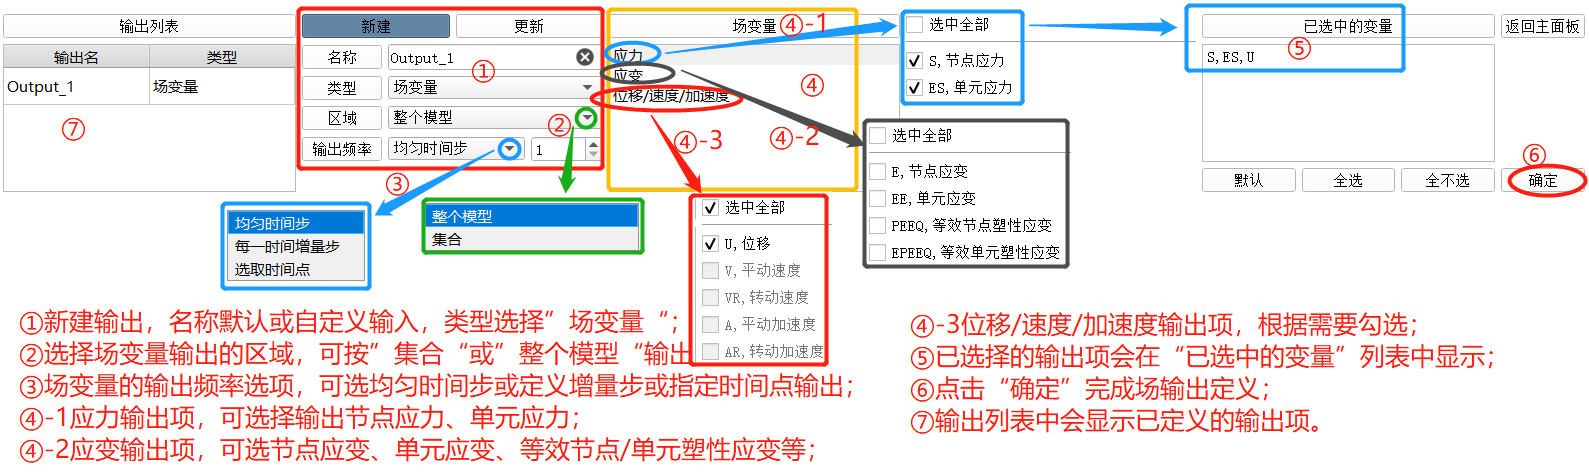 输出列表
输出名 类型
Output_1 场变量
⑦
新建 更新
名称 Output_1
①
类型 场变量
区域 整个模型
②
输出频率 均匀时间步 1
③
均匀时间步
每一时间增量步
选取时间点
整个模型
集合
场变量
④-1
应力
应变
位移/速度/加速度
④
④-2
④-3
选中全部
S,节点应力
ES,单元应力
选中全部
E,节点应变
EE,单元应变
PEEQ,等效节点塑性应变
EPEEQ,等效单元塑性应变
选中全部
U,位移
V,平动速度
VR,转动速度
A,平动加速度
AR,转动加速度
已选中的变量 返回主面板
⑤
S,ES,U
⑥
默认 全选 全不选 确定
①新建输出，名称默认或自定义输入，类型选择”场变量“；
②选择场变量输出的区域，可按”集合“或”整个模型“输出
③场变量的输出频率选项，可选均匀时间步或定义增量步或指定时间点输出；
④-1应力输出项，可选择输出节点应力、单元应力；
④-2应变输出项，可选节点应变、单元应变、等效节点/单元塑性应变等；
④-3位移/速度/加速度输出项，根据需要勾选；
⑤已选择的输出项会在“已选中的变量”列表中显示；
⑥点击“确定”完成场输出定义；
⑦输出列表中会显示已定义的输出项。